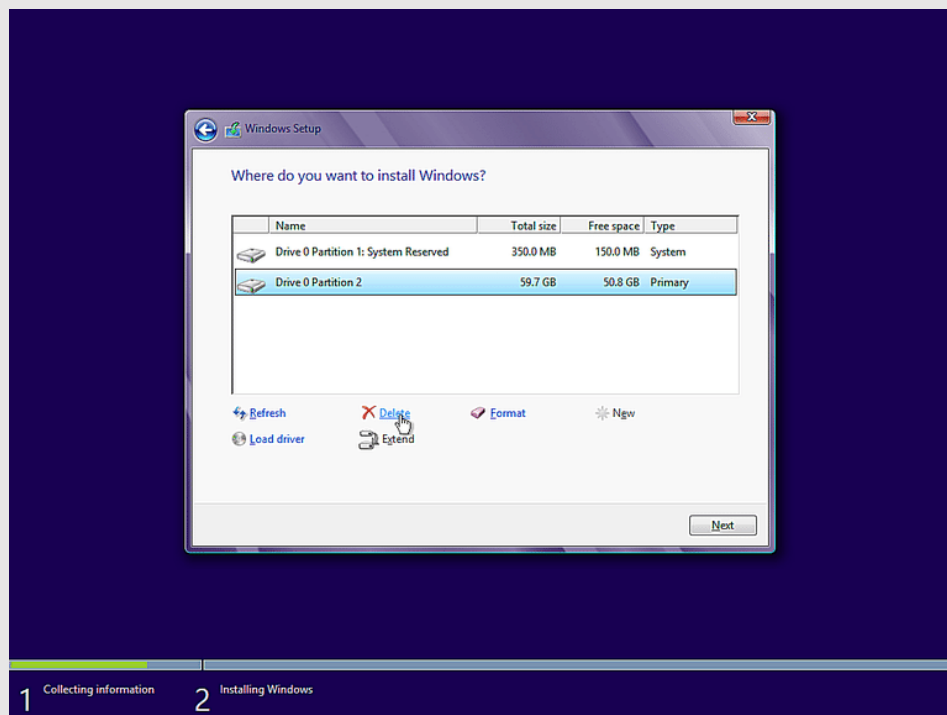 Windows Setup
Where do you want to install Windows?
Name Total size Free space Type
Drive 0 Partition 1: System Reserved 350.0 MB 150.0 MB System
Drive 0 Partition 2 59.7 GB 50.8 GB Primary
Refresh Delete Format New
Load driver Extend
Next
1 Collecting information 2 Installing Windows